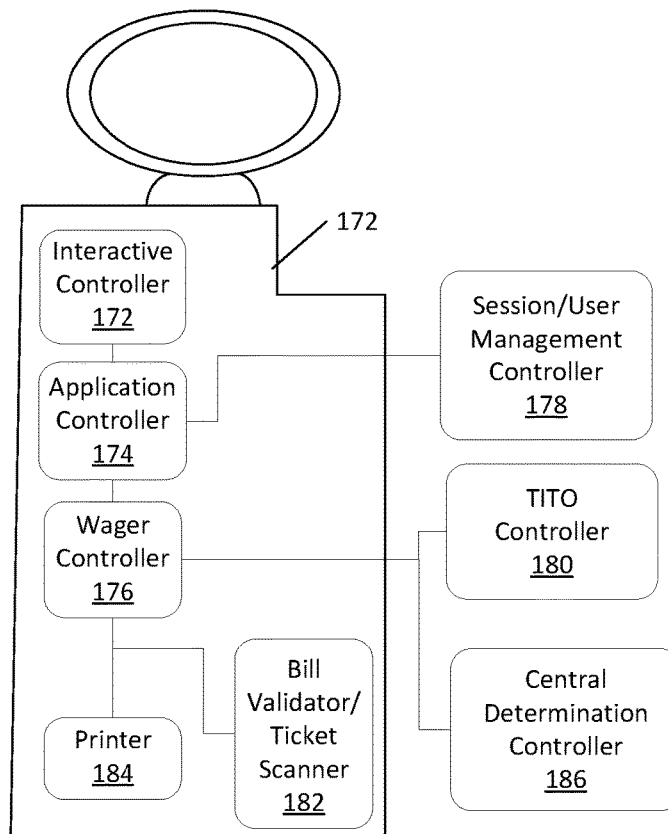 172
Interactive
Controller
172
Application
Controller
174
Wager
Controller
176
Printer
184
Bill
Validator/
Ticket
Scanner
182
Session/User
Management
Controller
178
TITO
Controller
180
Central
Determination
Controller
186